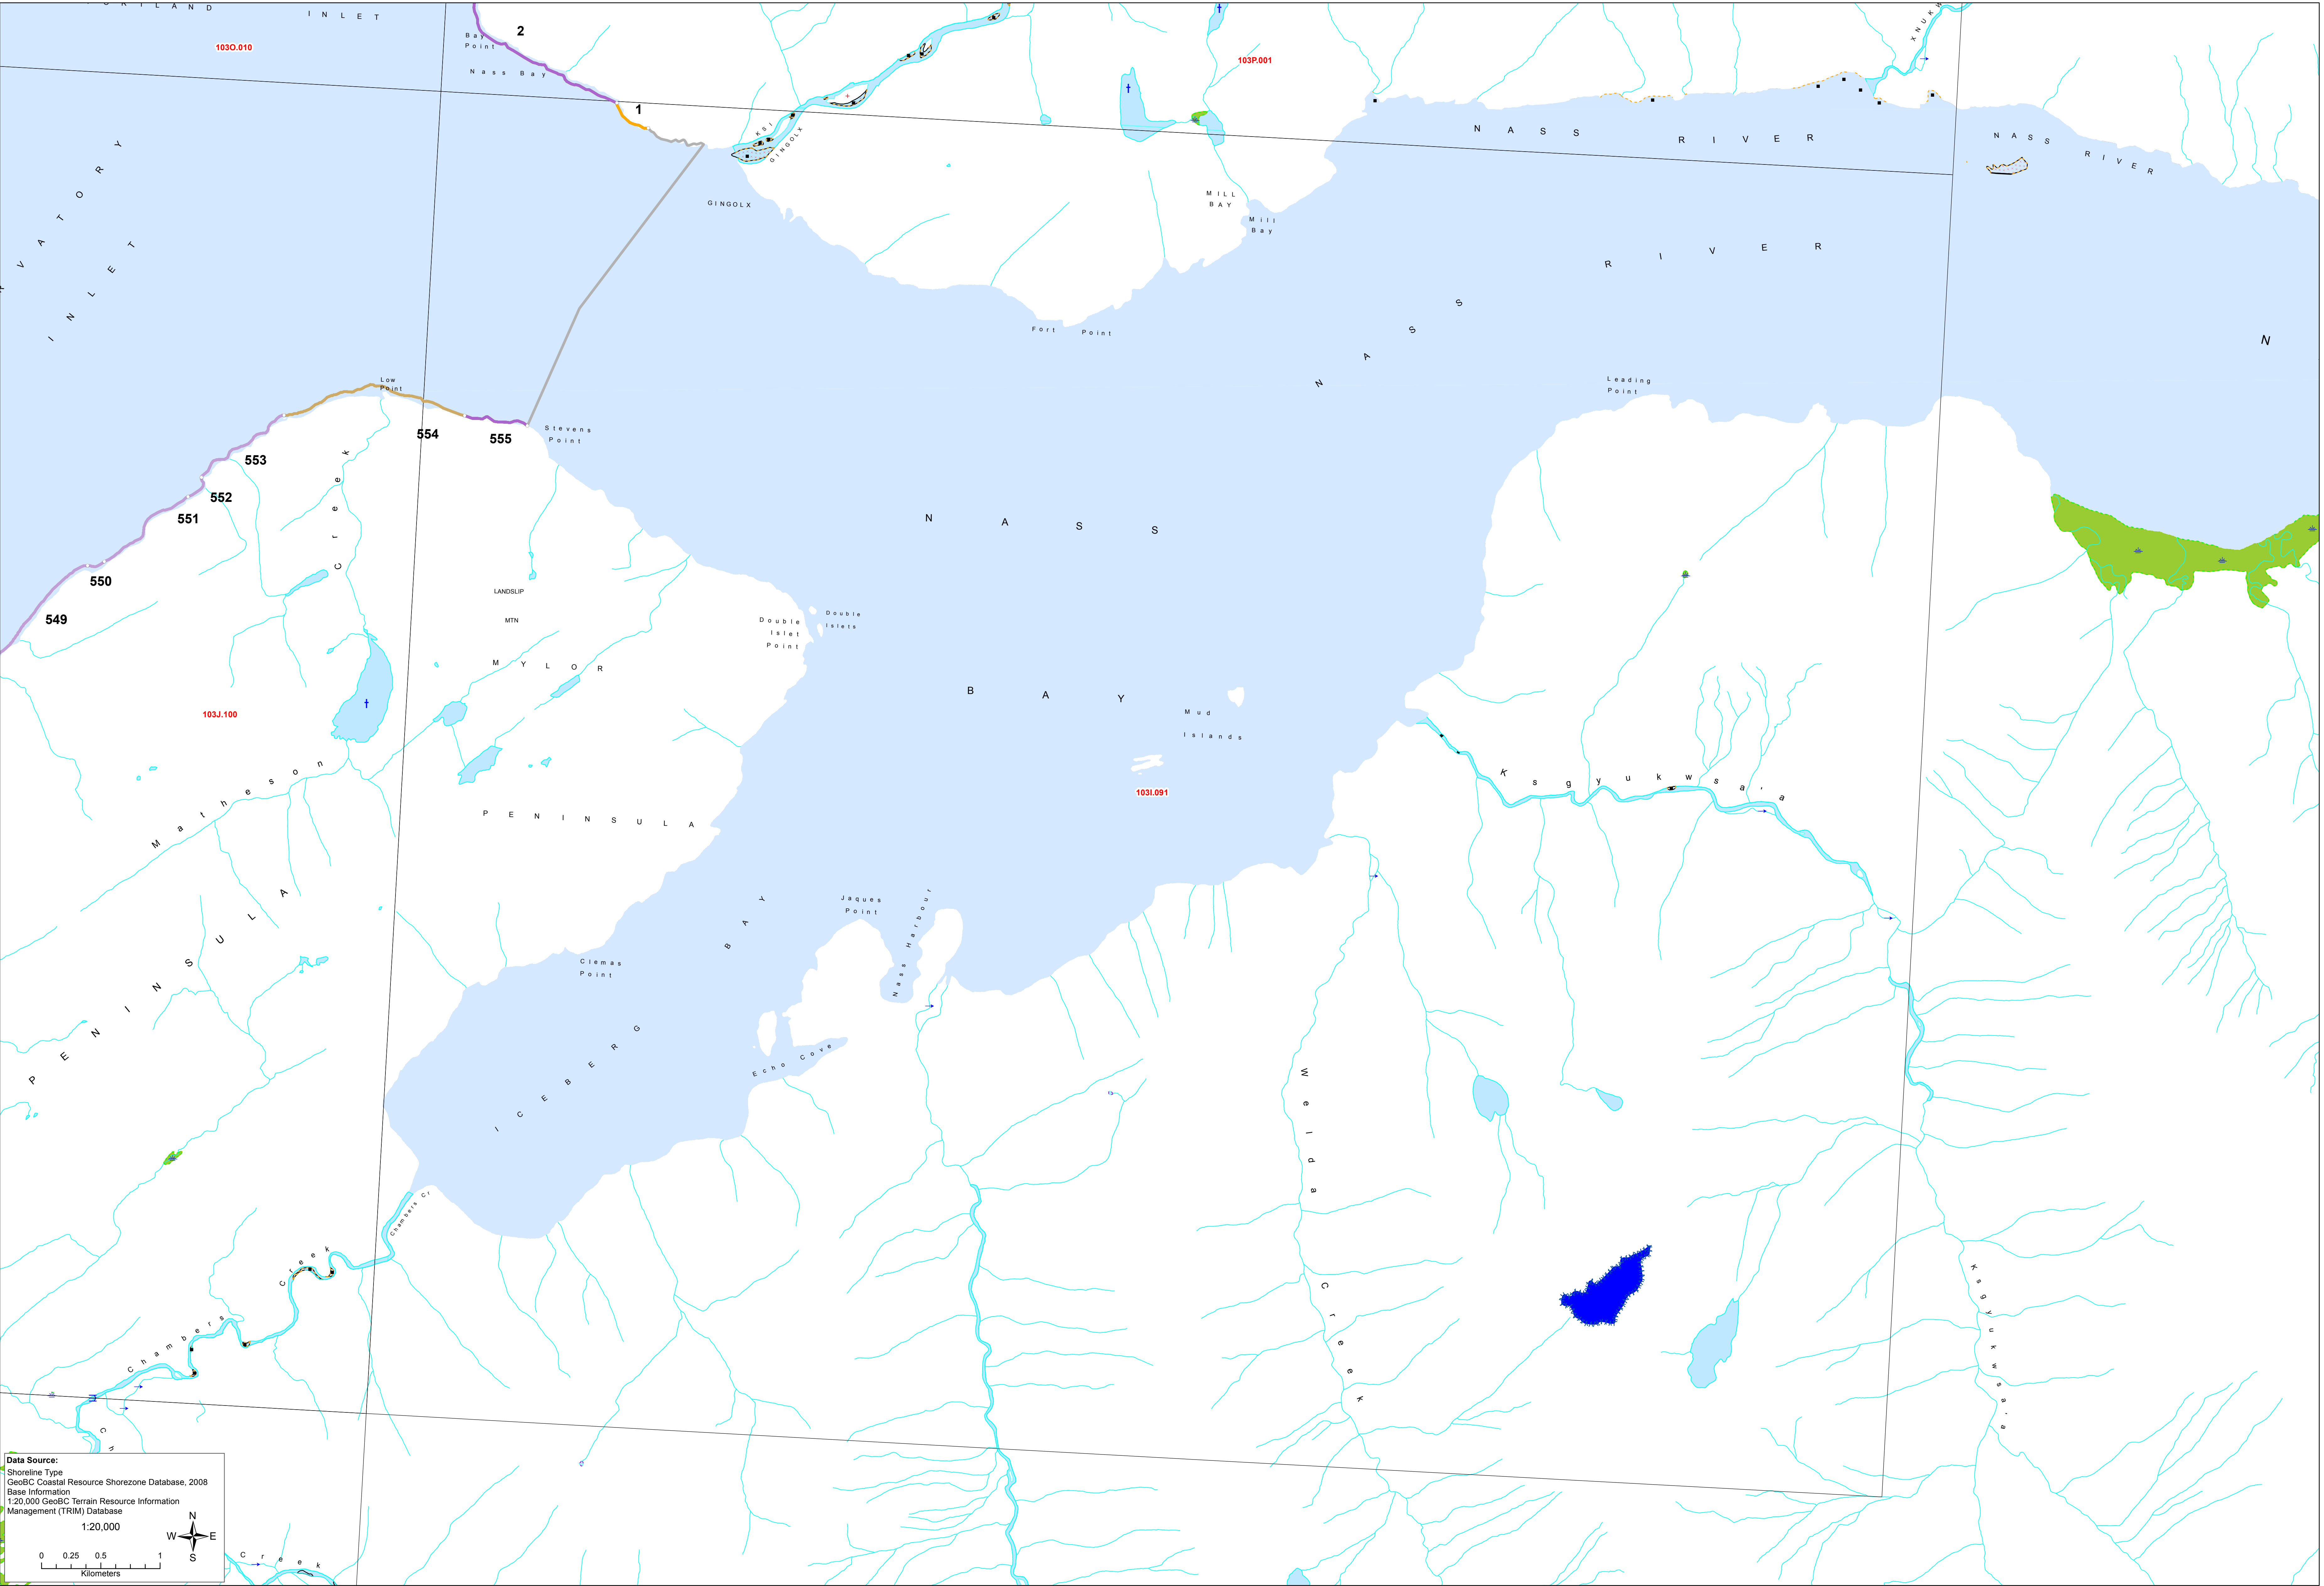 PORTLAND
INLET
103O.010
Bay
Point
2
Nass Bay
1
103P.001
KSI
GINGOLX
GINGOLX
NASS
RIVER
NASS
RIVER
MILL
BAY
Mill
Bay
INLET
NASS
RIVER
N
Fort Point
Leading
Point
Low
Point
554
555
Stevens
Point
553
552
551
550
549
Creek
LANDSLIP
MTN
MYLOR
PENINSULA
Double
Islet
Point
Double
Islets
NASS
BAY
Mud
Islands
103J.100
103I.091
Matheson
PENINSULA
Ksgyukwsa'a
Jaques
Point
Nass Harbour
Clemas
Point
ICEBERG
BAY
Echo Cove
Welda
Creek
Ksgyukwsa'a
Chambers Cr
Chambers
Creek
Ch
Data Source:
Shoreline Type
GeoBC Coastal Resource Shorezone Database, 2008
Base Information
1:20,000 GeoBC Terrain Resource Information
Management (TRIM) Database
1:20,000
N
W E
S
0 0.25 0.5 1
Kilometers
Creek